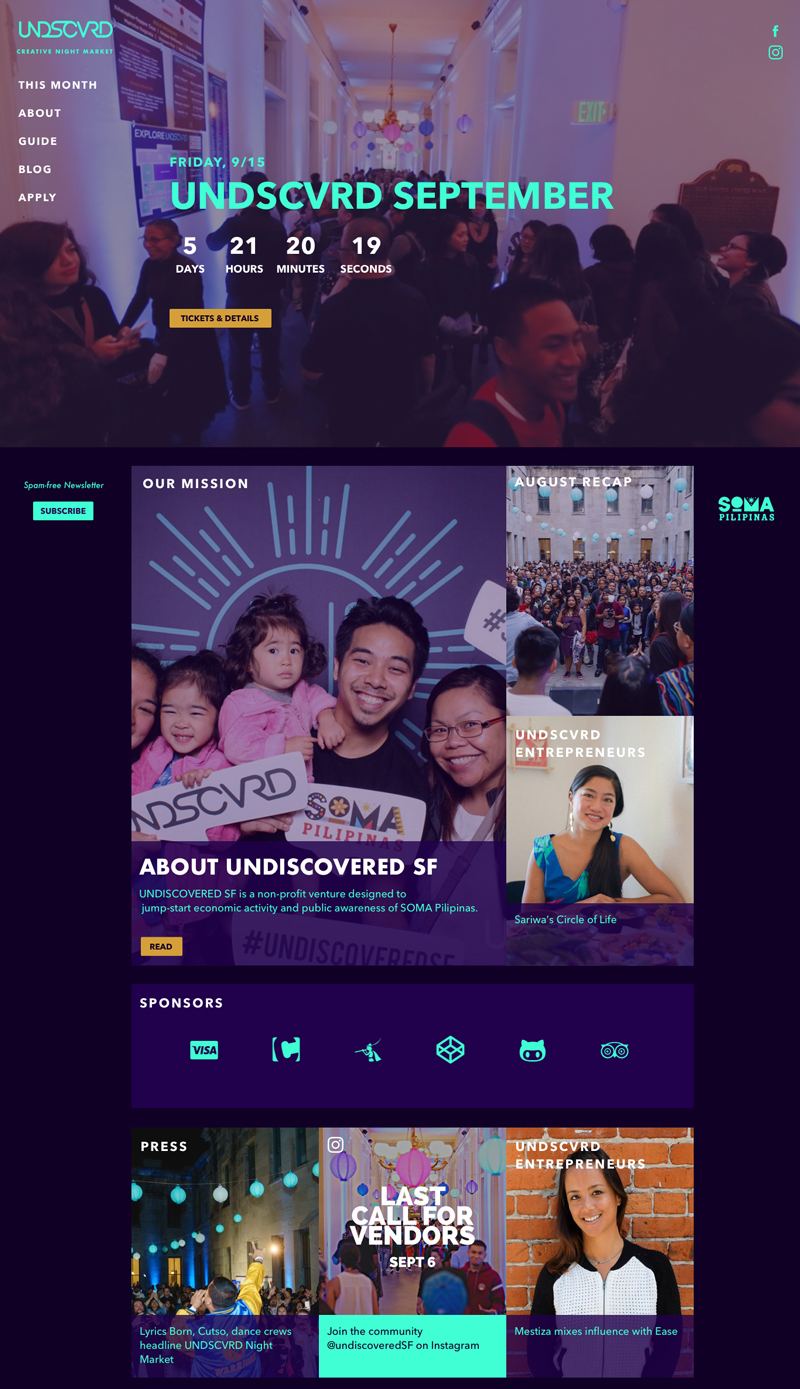 UNDSCVRD
CREATIVE NIGHT MARKET
THIS MONTH
ABOUT
GUIDE
BLOG
APPLY
EXPLORE UNDSCVRD
EXIT
FRIDAY, 9/15
UNDSCVRD SEPTEMBER
5 21 20 19
DAYS HOURS MINUTES SECONDS
TICKETS & DETAILS
Spam-free Newsletter
SUBSCRIBE
SOMA
PILIPINAS
OUR MISSION
#
NDSCVRD
SOMA
PILIPINAS
ABOUT UNDISCOVERED SF
UNDISCOVERED SF is a non-profit venture designed to
jump-start economic activity and public awareness of SOMA Pilipinas.
READ
#UNDISCOVEREDSF
AUGUST RECAP
UNDSCVRD
ENTREPRENEURS
Sariwa’s Circle of Life
SPONSORS
VISA
PRESS
Lyrics Born, Cutso, dance crews
headline UNDSCVRD Night
Market
LAST
CALL FOR
VENDORS
SEPT 6
Join the community
@undiscoveredSF on Instagram
UNDSCVRD
ENTREPRENEURS
Mestiza mixes influence with Ease